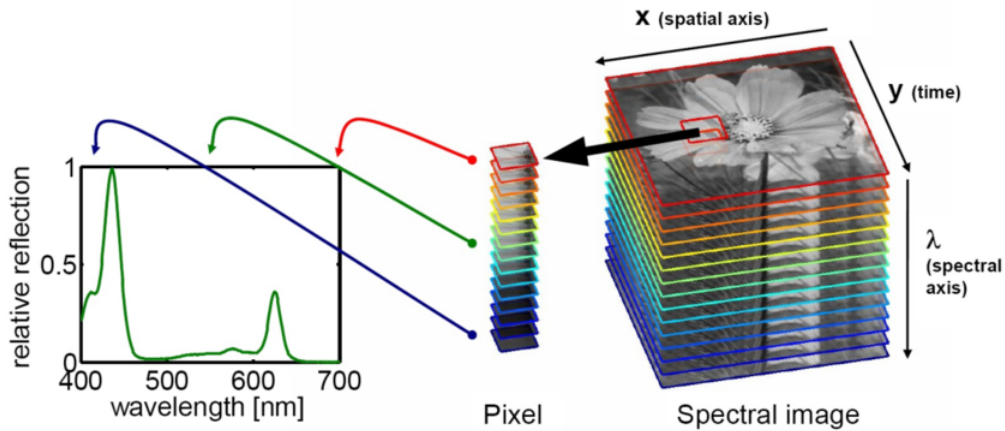 x (spatial axis)
y (time)
λ
(spectral
axis)
relative reflection
1
0.5
0
400 500 600 700
wavelength [nm]
Pixel
Spectral image